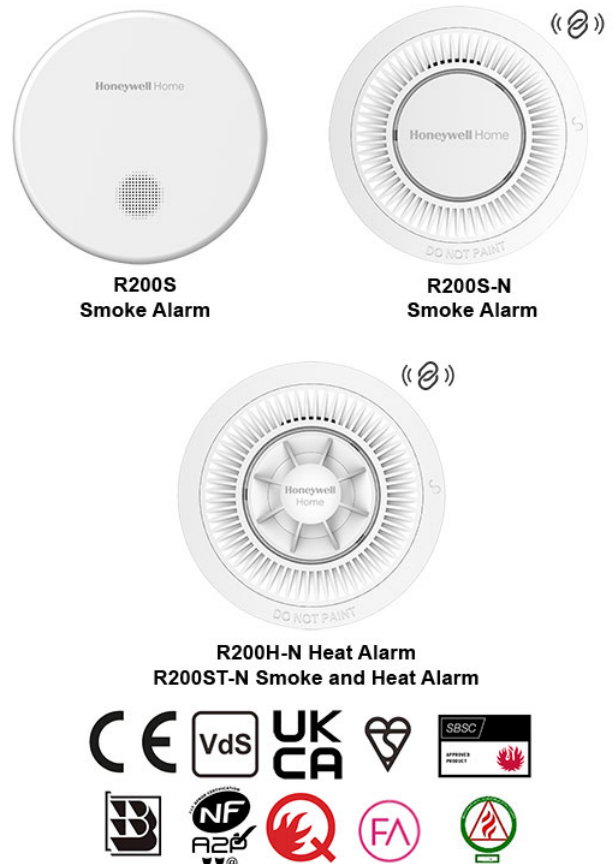 Honeywell Home
R200S
Smoke Alarm
Honeywell Home
DO NOT PAINT
R200S-N
Smoke Alarm
Honeywell
Home
DO NOT PAINT
R200H-N Heat Alarm
R200ST-N Smoke and Heat Alarm
CE
VdS
UK
CA
SBSC
APPROVED
PRODUCT
B
NF
A2P
@
Q
FA